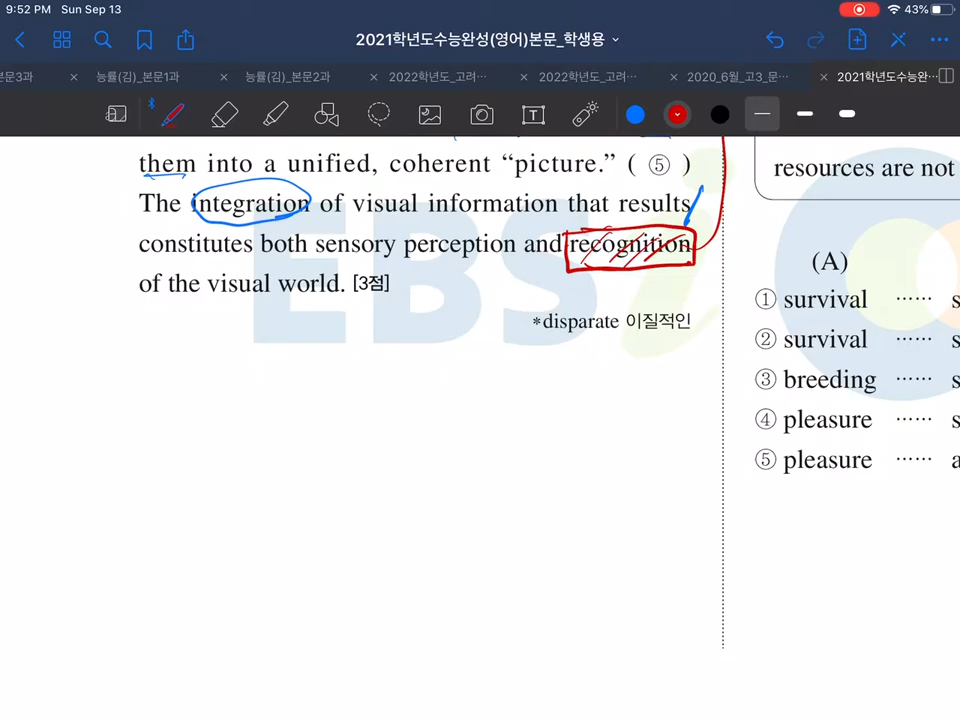 9:52 PM Sun Sep 13
43%
2021학년도수능완성(영어)본문_학생용
본문3과
능률(김)_본문1과
능률(김)_본문2과
2022학년도_고려…
2022학년도_고려…
2020_6월_고3_문…
2021학년도수능완…
them into a unified, coherent “picture.” ( ⑤ )
The integration of visual information that results
constitutes both sensory perception and recognition
of the visual world. [3점]
*disparate 이질적인
resources are not
(A)
① survival …… s
② survival …… s
③ breeding …… s
④ pleasure …… s
⑤ pleasure …… a
EBSi